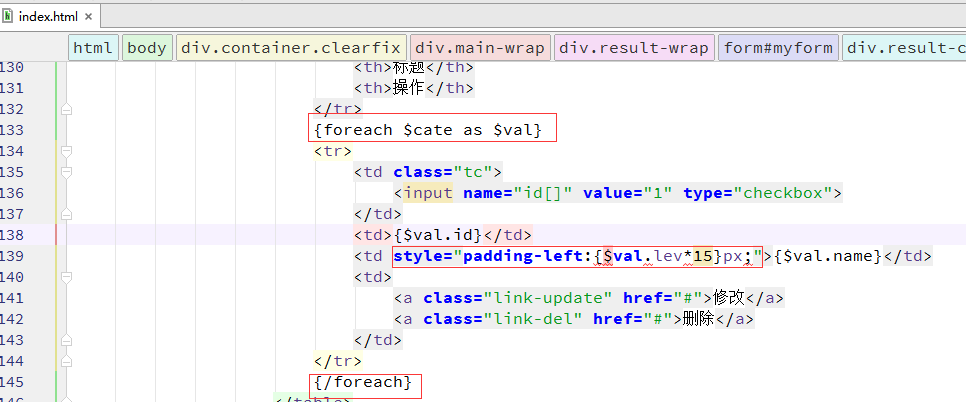 index.html ×
html body div.container.clearfix div.main-wrap div.result-wrap form#myform div.result-c
130 <th>标题</th>
131 <th>操作</th>
132 </tr>
133 {foreach $cate as $val}
134 <tr>
135 <td class="tc">
136 <input name="id[]" value="1" type="checkbox">
137 </td>
138 <td>{$val.id}</td>
139 <td style="padding-left:{$val.lev*15}px;">{$val.name}</td>
140 <td>
141 <a class="link-update" href="#">修改</a>
142 <a class="link-del" href="#">删除</a>
143 </td>
144 </tr>
145 {/foreach}
146 </table>